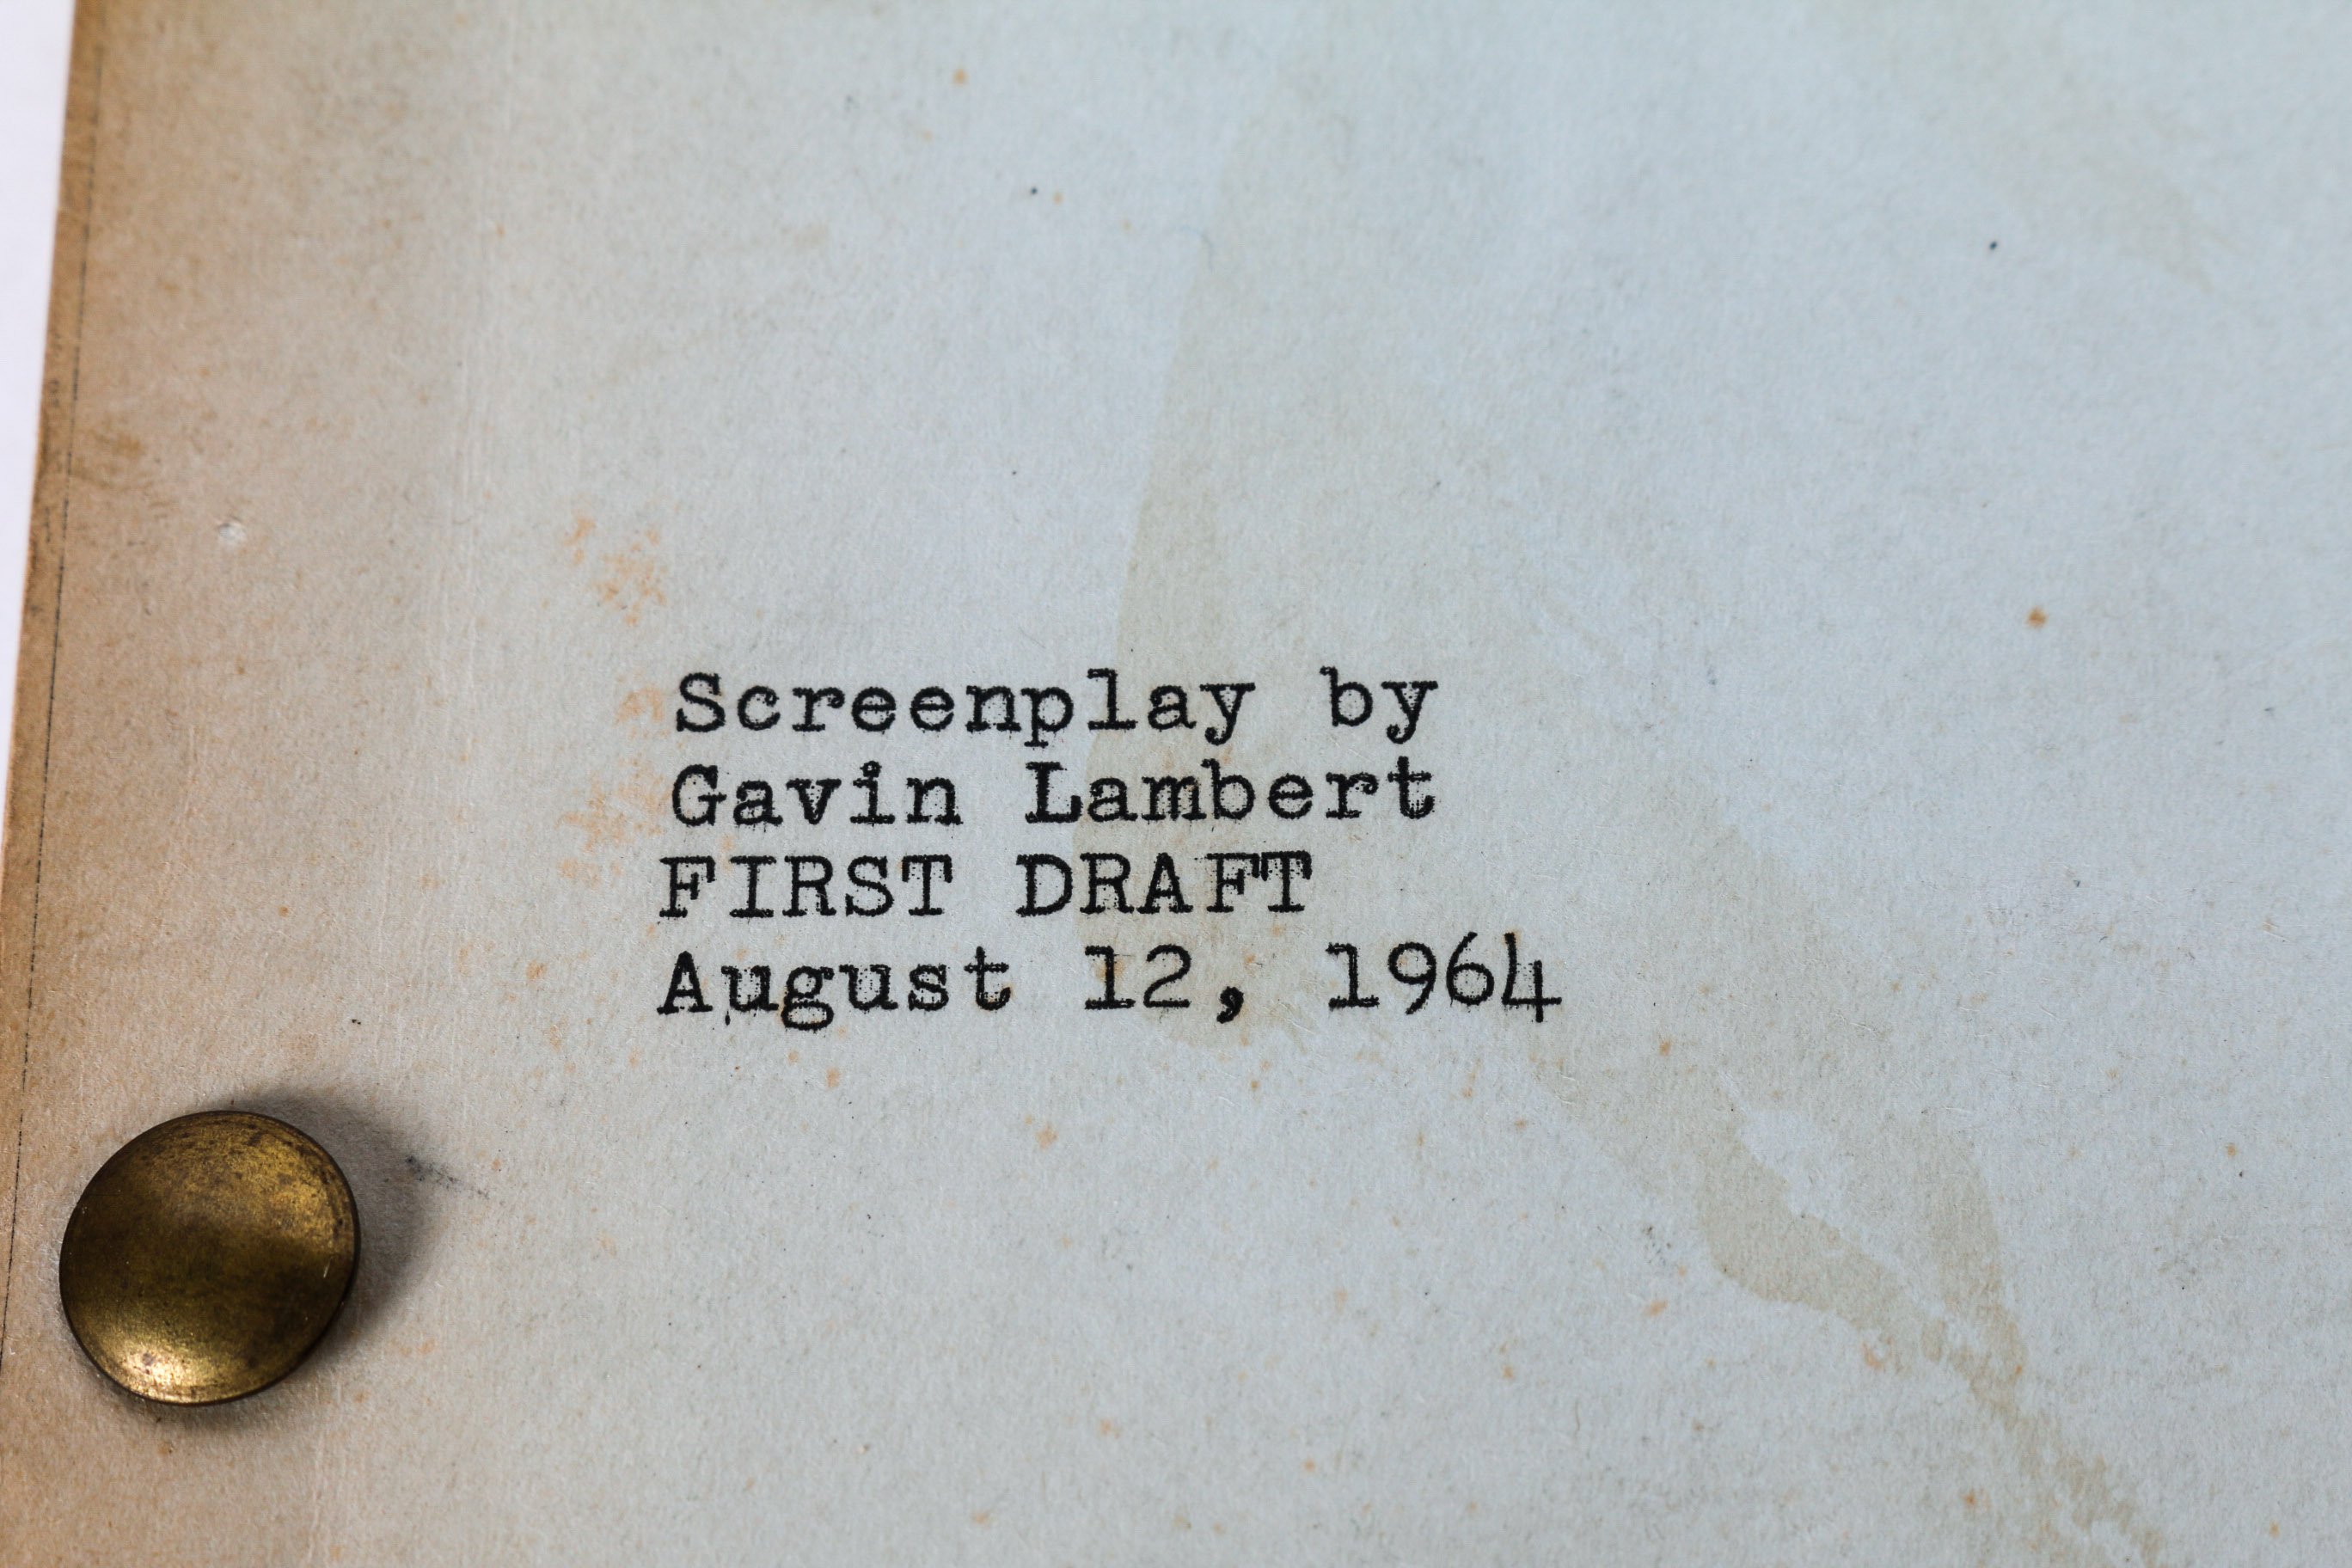 Screenplay by
Gavin Lambert
FIRST DRAFT
August 12, 1964